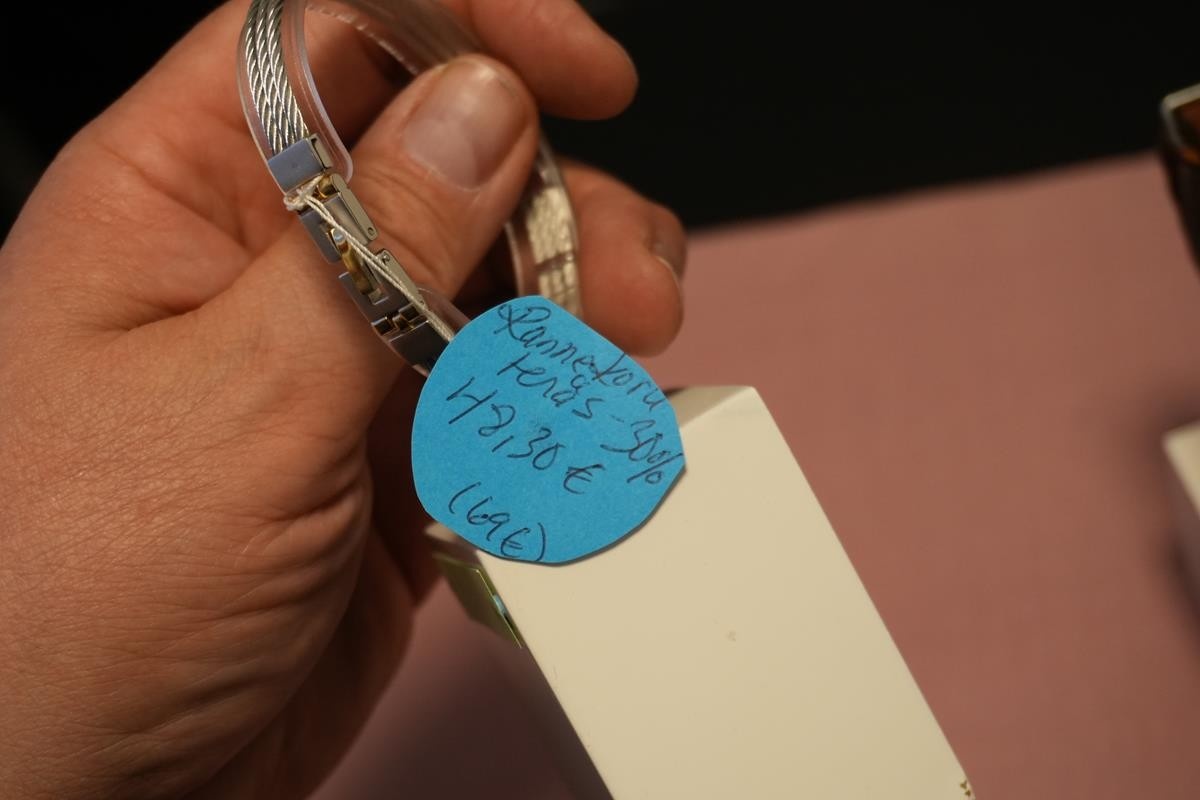 Rannekoru
teräs -30%
48,30 €
(69€)